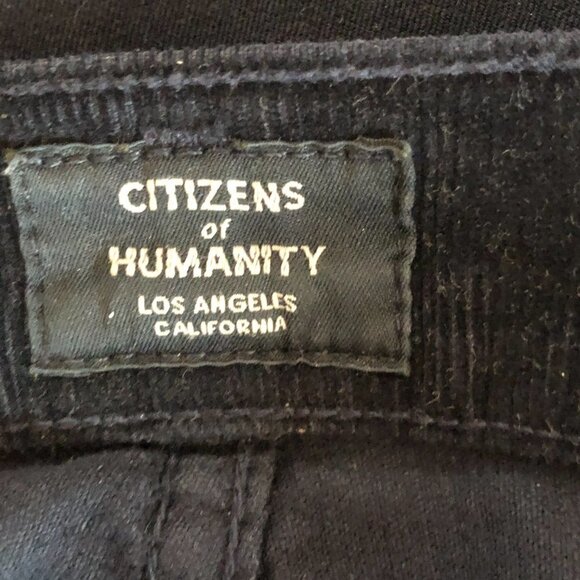 CITIZENS
of
HUMANITY
LOS ANGELES
CALIFORNIA